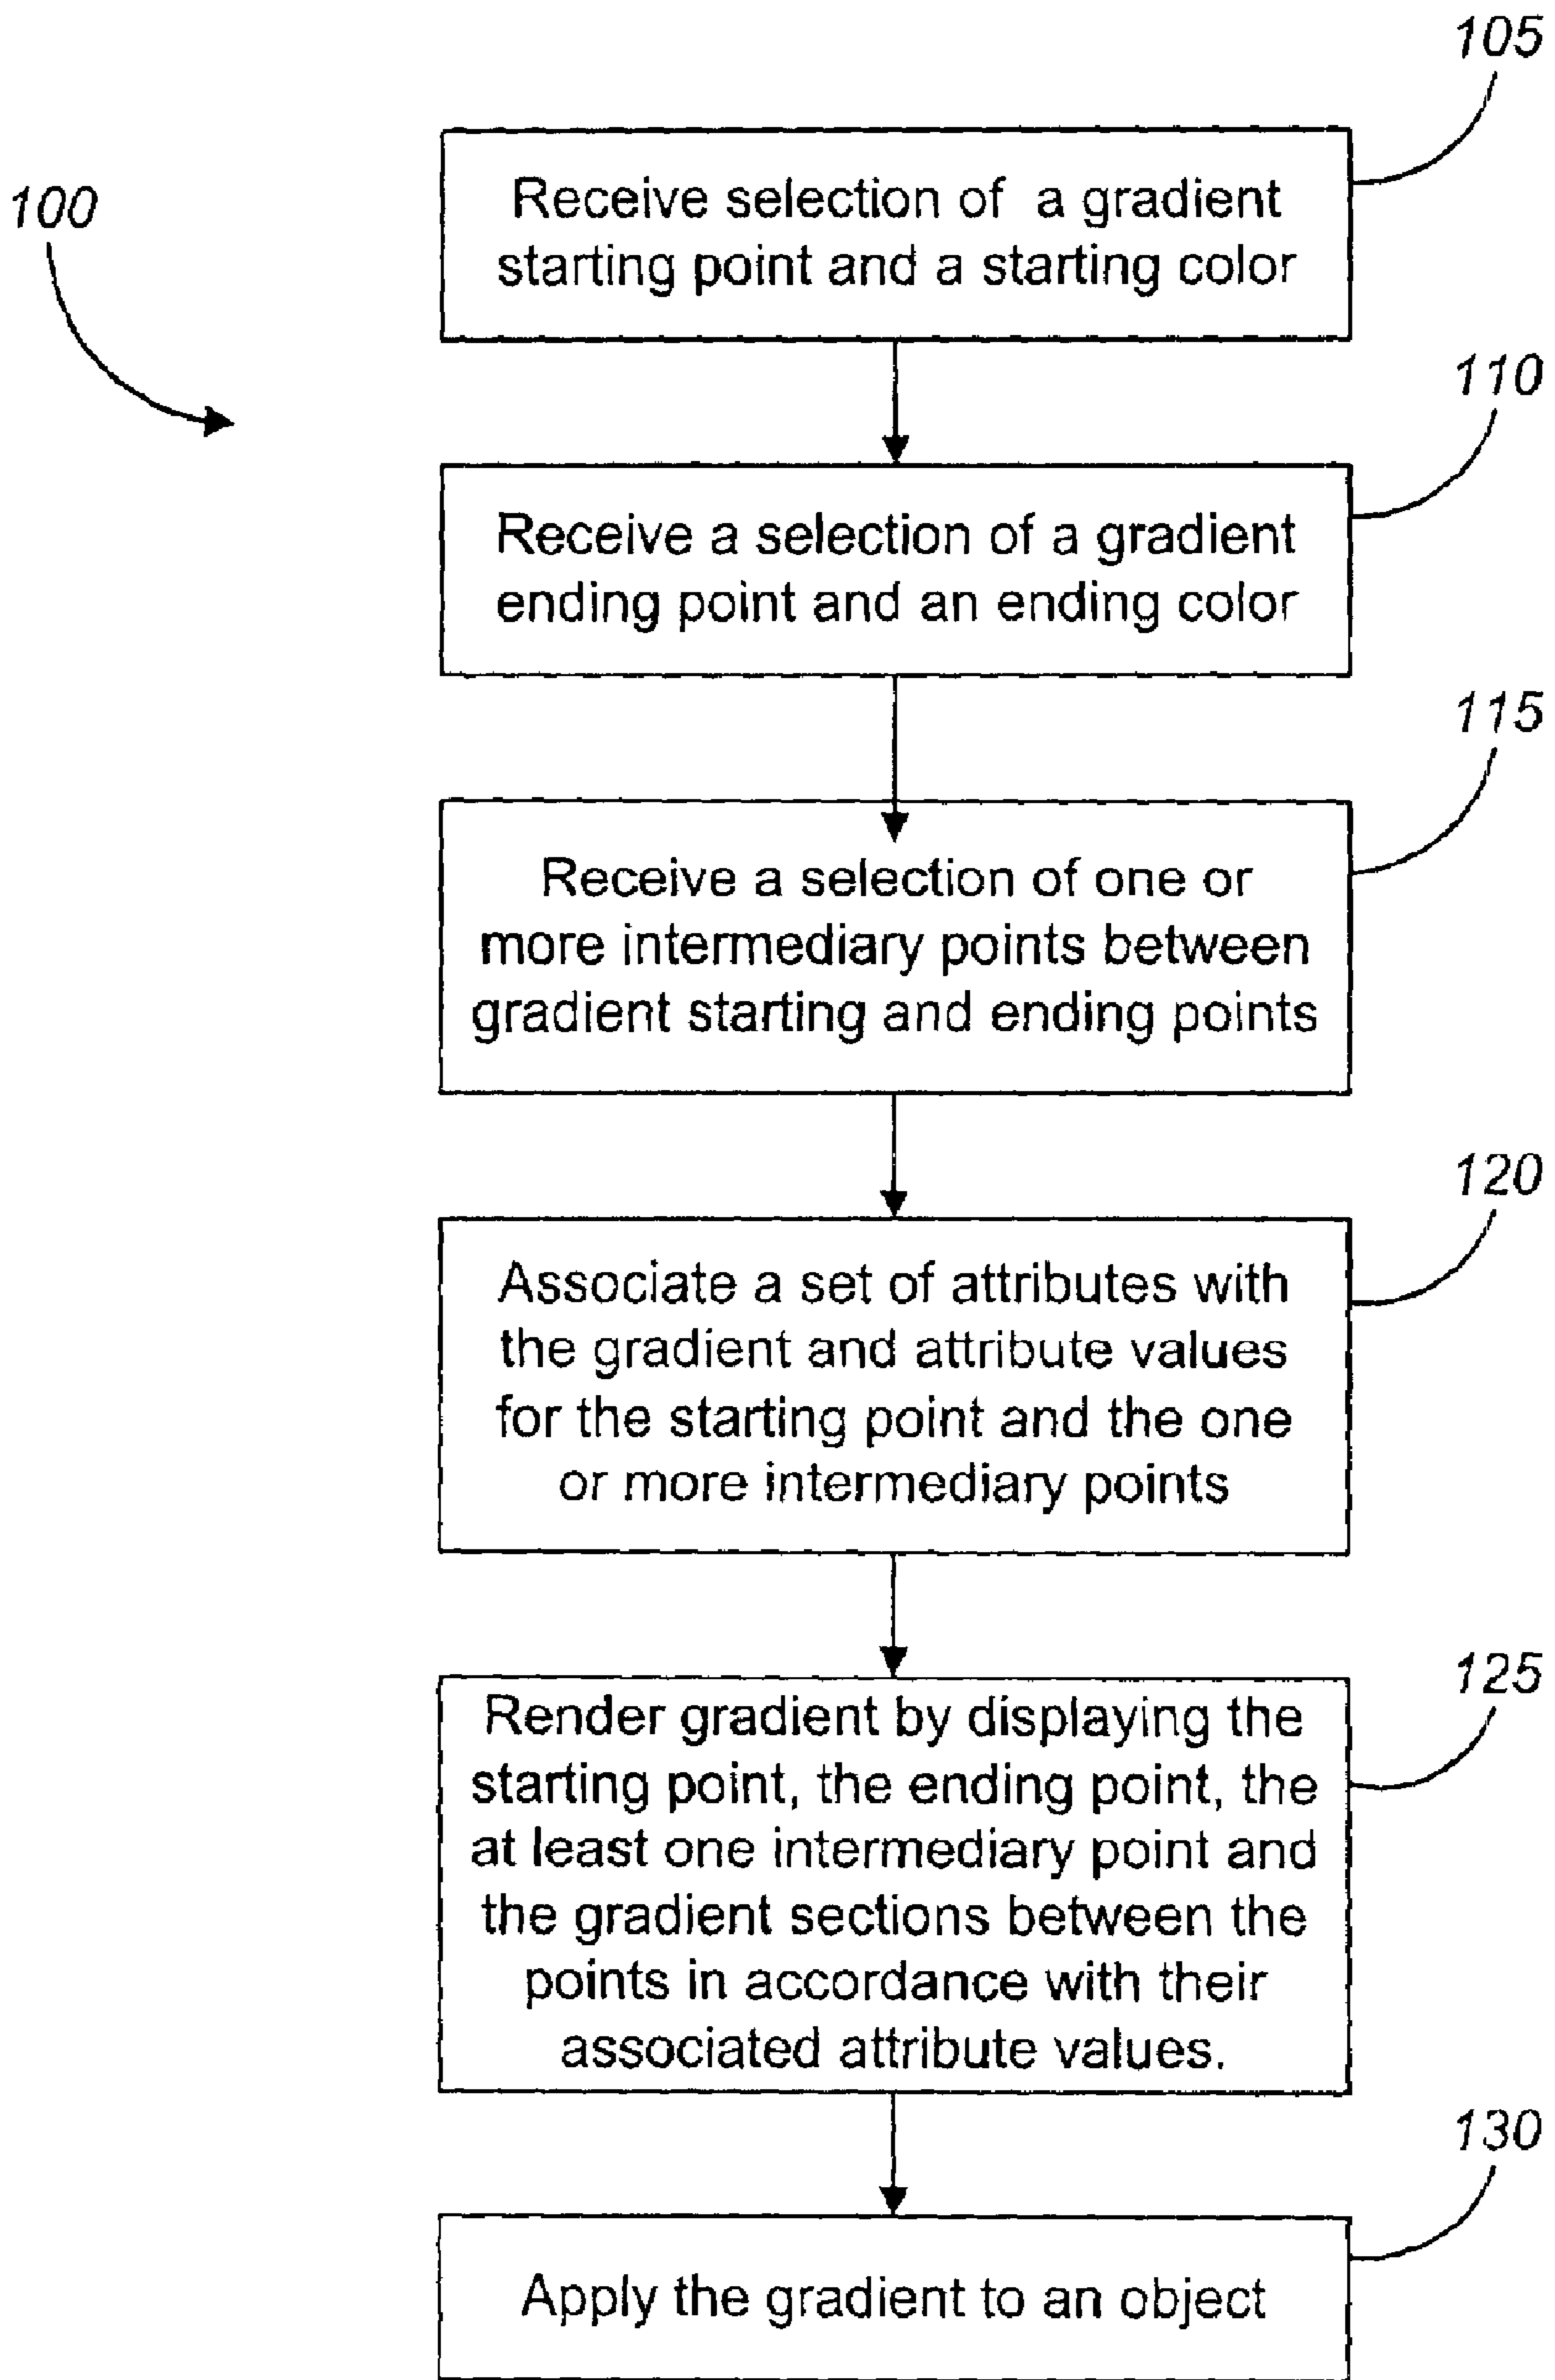 105
100
Receive selection of a gradient
starting point and a starting color
110
Receive a selection of a gradient
ending point and an ending color
115
Receive a selection of one or
more intermediary points between
gradient starting and ending points
120
Associate a set of attributes with
the gradient and attribute values
for the starting point and the one
or more intermediary points
125
Render gradient by displaying the
starting point, the ending point, the
at least one intermediary point and
the gradient sections between the
points in accordance with their
associated attribute values.
130
Apply the gradient to an object